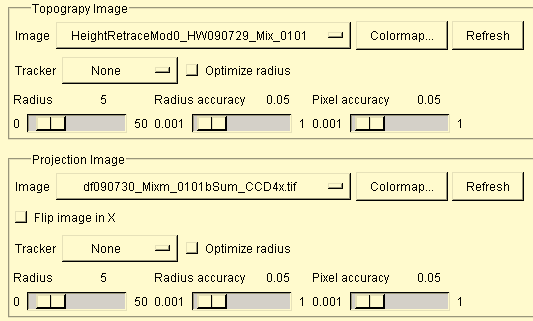 Topograpy Image
Image HeightRetraceMod0_HW090729_Mix_0101 Colormap... Refresh
Tracker None Optimize radius
Radius 5 Radius accuracy 0.05 Pixel accuracy 0.05
0 50 0.001 1 0.001 1
Projection Image
Image df090730_Mixm_0101bSum_CCD4x.tif Colormap... Refresh
Flip image in X
Tracker None Optimize radius
Radius 5 Radius accuracy 0.05 Pixel accuracy 0.05
0 50 0.001 1 0.001 1